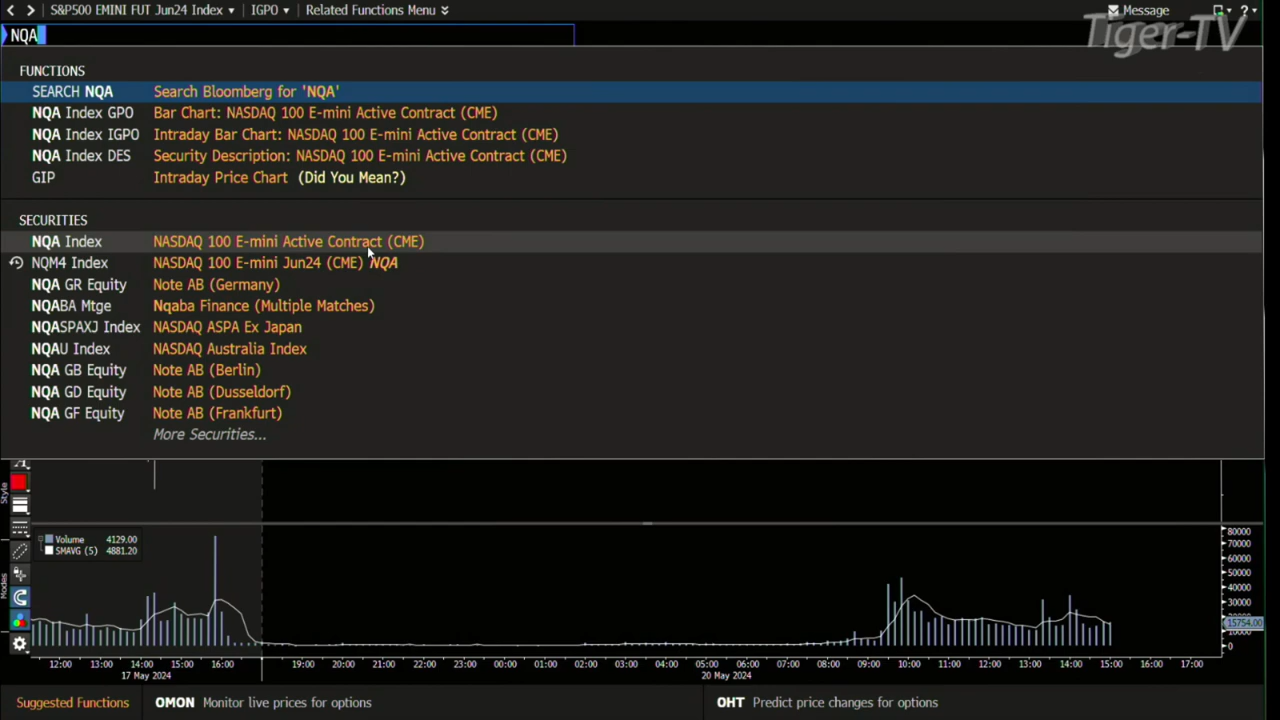 S&P500 EMINI FUT Jun24 Index IGPO Related Functions Menu Message ?
Tiger-TV
NQA
FUNCTIONS
SEARCH NQA Search Bloomberg for 'NQA'
NQA Index GPO Bar Chart: NASDAQ 100 E-mini Active Contract (CME)
NQA Index IGPO Intraday Bar Chart: NASDAQ 100 E-mini Active Contract (CME)
NQA Index DES Security Description: NASDAQ 100 E-mini Active Contract (CME)
GIP Intraday Price Chart (Did You Mean?)
SECURITIES
NQA Index NASDAQ 100 E-mini Active Contract (CME)
NQM4 Index NASDAQ 100 E-mini Jun24 (CME) NQA
NQA GR Equity Note AB (Germany)
NQABA Mtge Nqaba Finance (Multiple Matches)
NQASPAXJ Index NASDAQ ASPA Ex Japan
NQAU Index NASDAQ Australia Index
NQA GB Equity Note AB (Berlin)
NQA GD Equity Note AB (Dusseldorf)
NQA GF Equity Note AB (Frankfurt)
More Securities...
Style
Modes
Volume 4129.00
SMAVG (5) 4881.20
80000
70000
60000
50000
40000
30000
20000
15754.00
0
12:00 13:00 14:00 15:00 16:00 19:00 20:00 21:00 22:00 23:00 00:00 01:00 02:00 03:00 04:00 05:00 06:00 07:00 08:00 09:00 10:00 11:00 12:00 13:00 14:00 15:00 16:00 17:00
17 May 2024 20 May 2024
Suggested Functions OMON Monitor live prices for options OHT Predict price changes for options